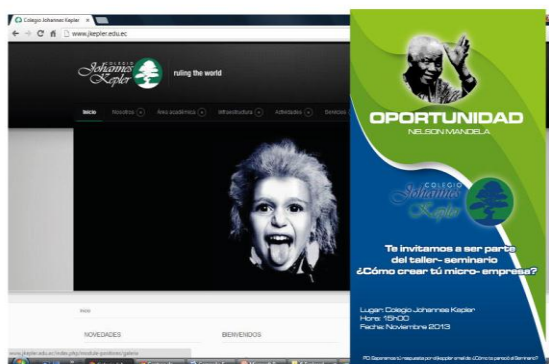 Colegio Johannes Kepler
www.jkepler.edu.ec
COLEGIO
Johannes
Kepler
ruling the world
Inicio Nosotros Área académica Infraestructura Actividades Servicios
Inicio
NOVEDADES BIENVENIDOS
OPORTUNIDAD
NELSON MANDELA
COLEGIO
Johannes
Kepler
Te invitamos a ser parte
del taller- seminario
¿Cómo crear tú micro- empresa?
Lugar: Colegio Johannes Kepler
Hora: 15h00
Fecha: Noviembre 2013